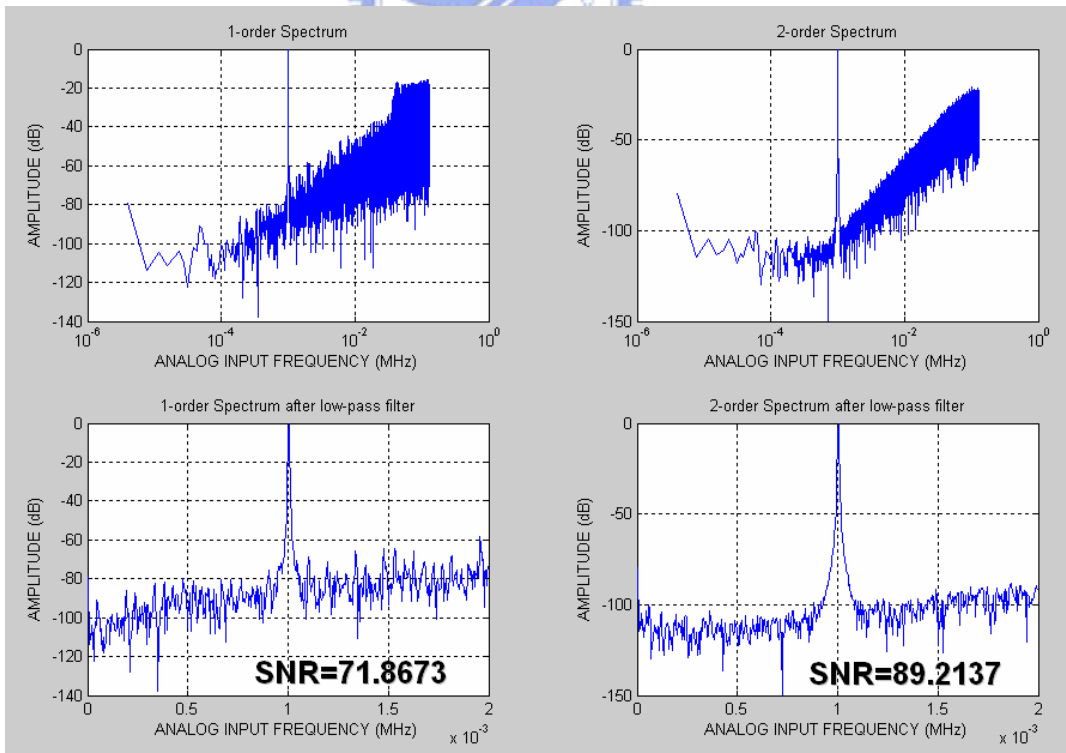 1-order Spectrum
0
-20
-40
-60
-80
-100
-120
-140
AMPLITUDE (dB)
10^-6
10^-4
10^-2
10^0
ANALOG INPUT FREQUENCY (MHz)
2-order Spectrum
0
-50
-100
-150
AMPLITUDE (dB)
10^-6
10^-4
10^-2
10^0
ANALOG INPUT FREQUENCY (MHz)
1-order Spectrum after low-pass filter
0
-20
-40
-60
-80
-100
-120
-140
AMPLITUDE (dB)
SNR=71.8673
0
0.5
1
1.5
2
ANALOG INPUT FREQUENCY (MHz)
x 10^-3
2-order Spectrum after low-pass filter
0
-50
-100
-150
AMPLITUDE (dB)
SNR=89.2137
0
0.5
1
1.5
2
ANALOG INPUT FREQUENCY (MHz)
x 10^-3